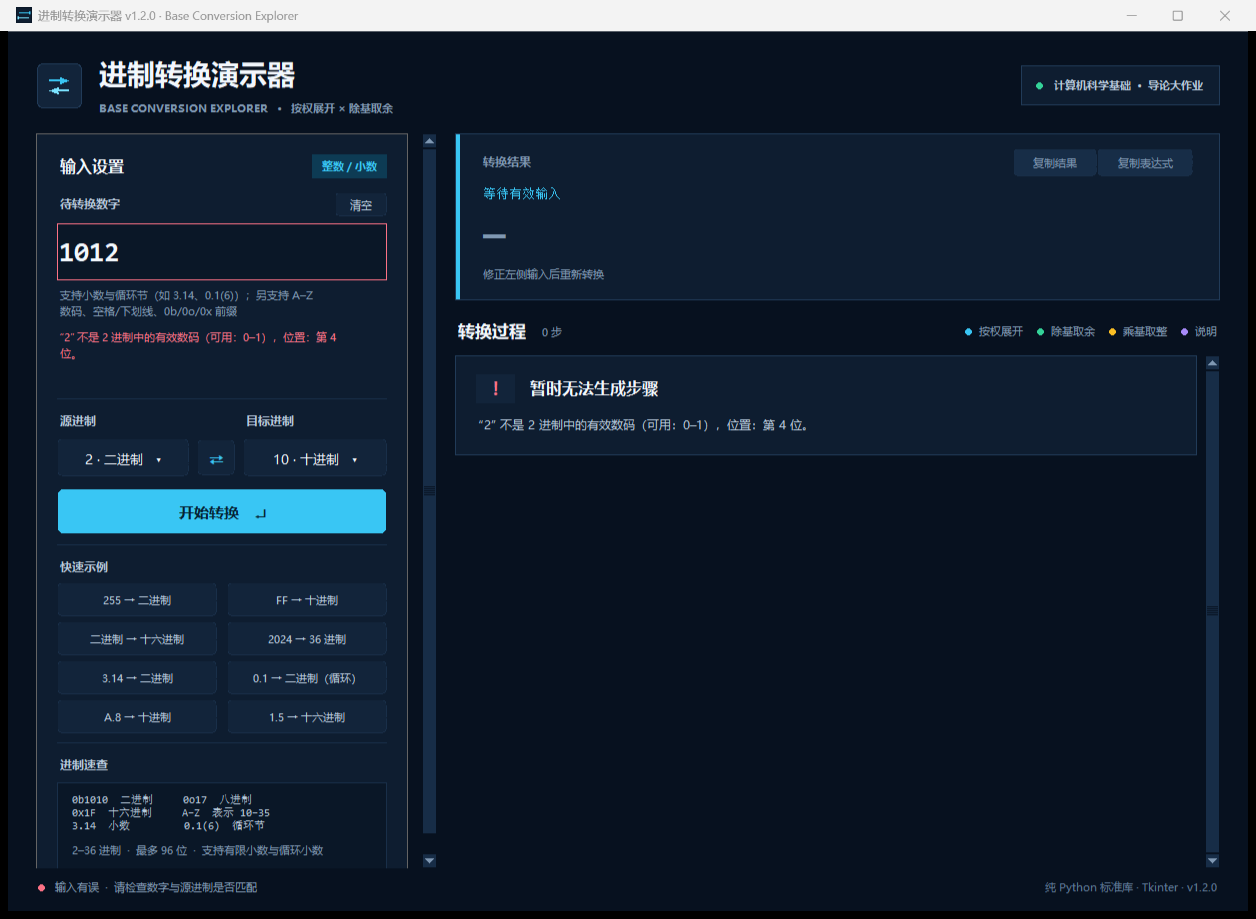 进制转换演示器 v1.2.0 · Base Conversion Explorer
进制转换演示器
BASE CONVERSION EXPLORER • 按权展开 × 除基取余
计算机科学基础 • 导论大作业
输入设置
整数 / 小数
待转换数字
清空
1012
支持小数与循环节（如 3.14、0.1(6)）；另支持 A–Z
数码、空格/下划线、0b/0o/0x 前缀
“2” 不是 2 进制中的有效数码（可用：0–1），位置：第 4
位。
源进制
目标进制
2 · 二进制 ▾
⇄
10 · 十进制 ▾
开始转换 ↵
快速示例
255 → 二进制
FF → 十进制
二进制 → 十六进制
2024 → 36 进制
3.14 → 二进制
0.1 → 二进制（循环）
A.8 → 十进制
1.5 → 十六进制
进制速查
0b1010 二进制 0o17 八进制
0x1F 十六进制 A-Z 表示 10-35
3.14 小数 0.1(6) 循环节
2–36 进制 · 最多 96 位 · 支持有限小数与循环小数
转换结果
复制结果
复制表达式
等待有效输入
—
修正左侧输入后重新转换
转换过程 0 步
按权展开 除基取余 乘基取整 说明
! 暂时无法生成步骤
“2” 不是 2 进制中的有效数码（可用：0–1），位置：第 4 位。
输入有误 · 请检查数字与源进制是否匹配
纯 Python 标准库 · Tkinter · v1.2.0